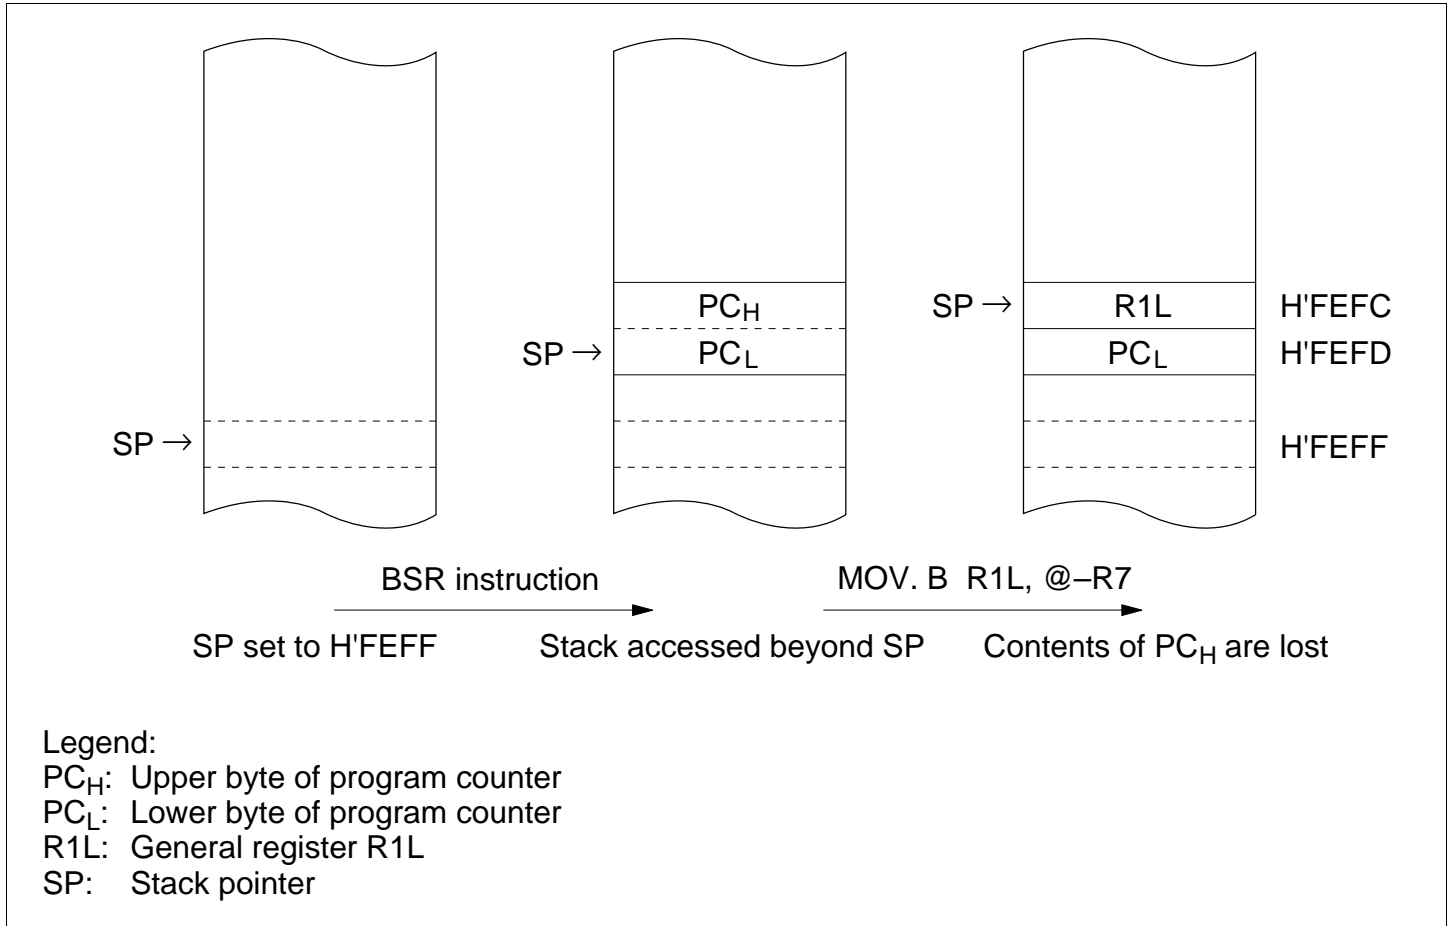 PCH R1L H'FEFC
SP →
SP → PCL PCL H'FEFD
SP → H'FEFF
BSR instruction MOV. B R1L, @–R7
SP set to H'FEFF Stack accessed beyond SP Contents of PCH are lost
Legend:
PCH: Upper byte of program counter
PCL: Lower byte of program counter
R1L: General register R1L
SP: Stack pointer